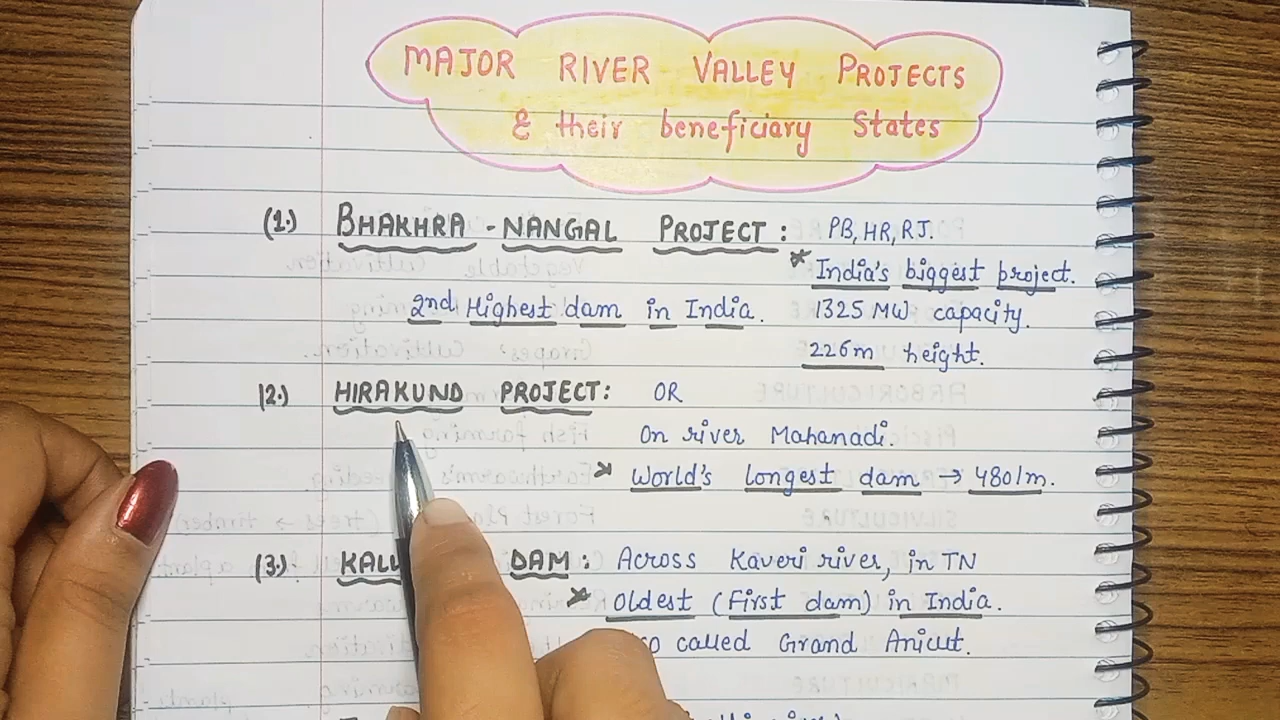 MAJOR RIVER VALLEY PROJECTS
& their beneficiary States
(1.) BHAKHRA - NANGAL PROJECT : PB, HR, RJ.
* India's biggest project.
2nd Highest dam in India. 1325 MW capacity.
226m height.
(2.) HIRAKUND PROJECT: OR
On river Mahanadi.
* World's longest dam → 4801m.
(3.) DAM : Across Kaveri river, in TN
* Oldest (First dam) in India.
called Grand Anicut.